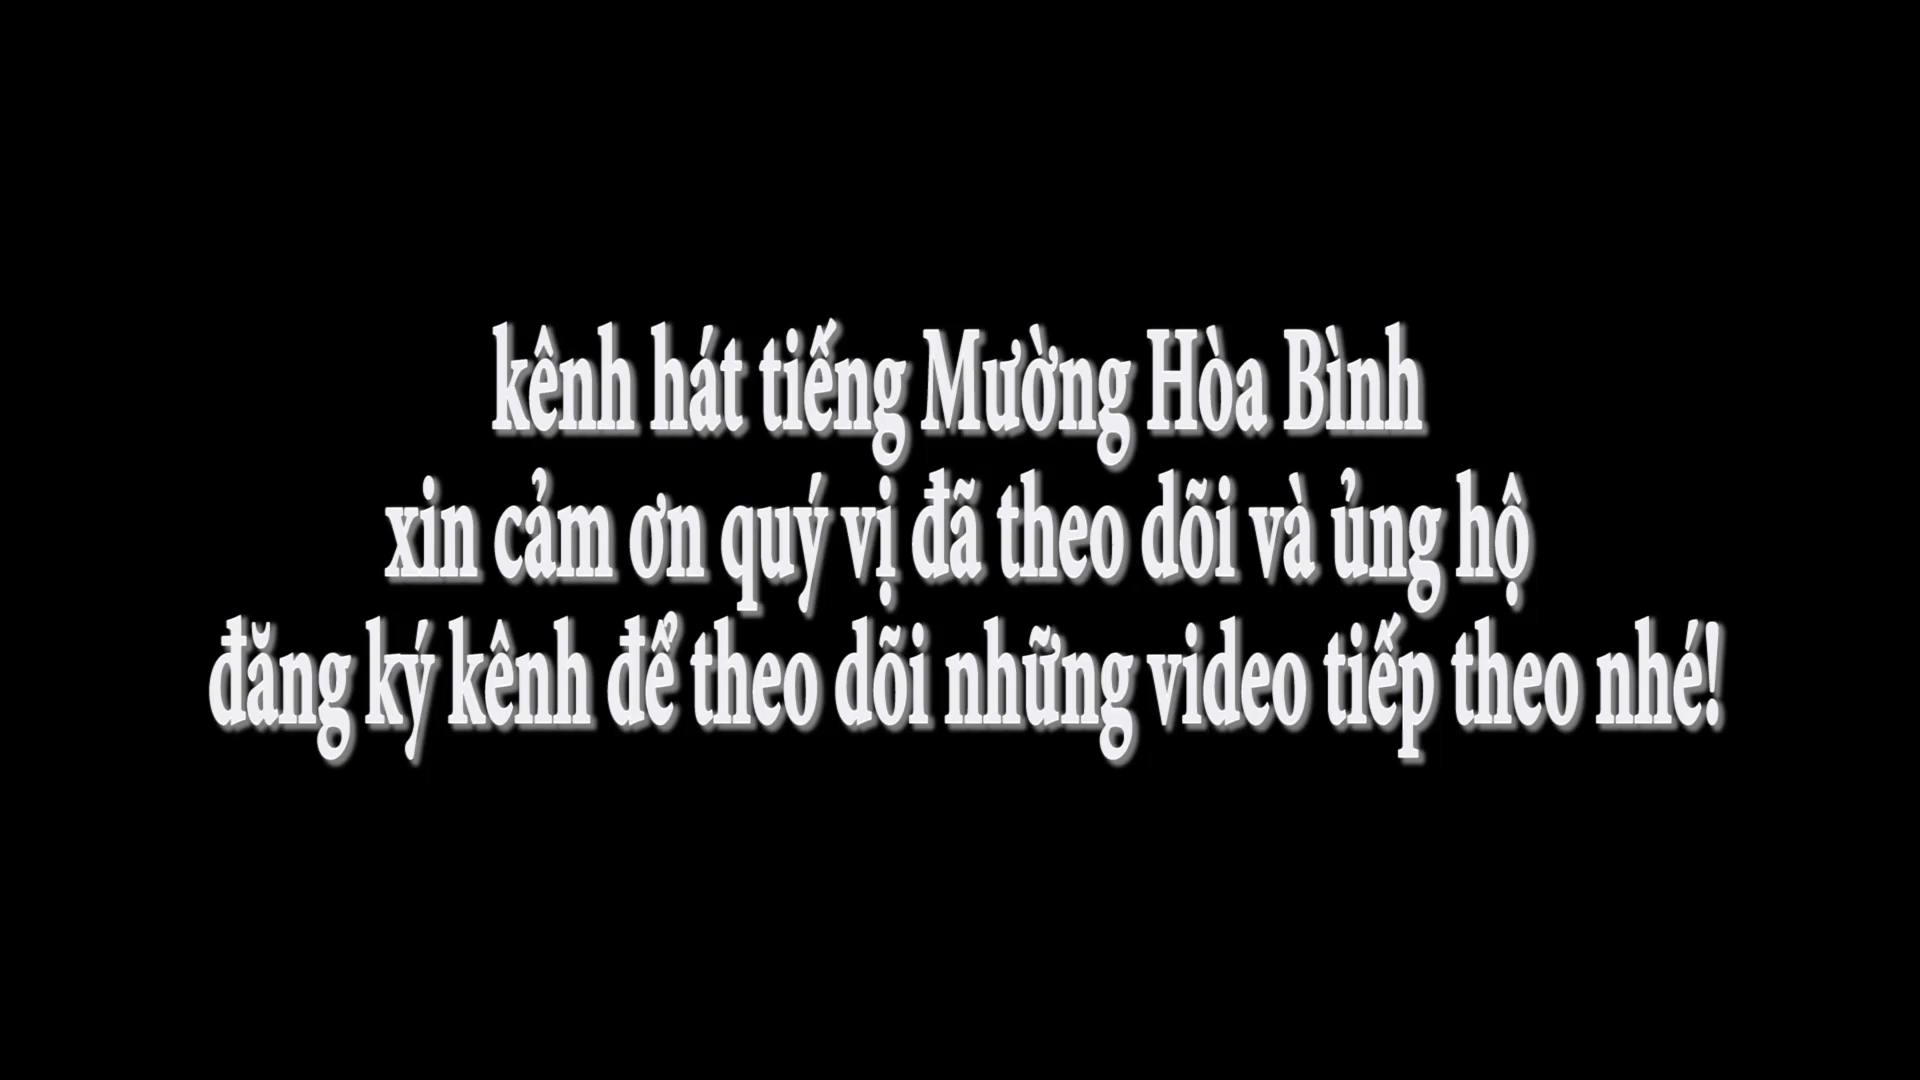 kênh hát tiếng Mường Hòa Bình
xin cảm ơn quý vị đã theo dõi và ủng hộ
đăng ký kênh để theo dõi những video tiếp theo nhé!